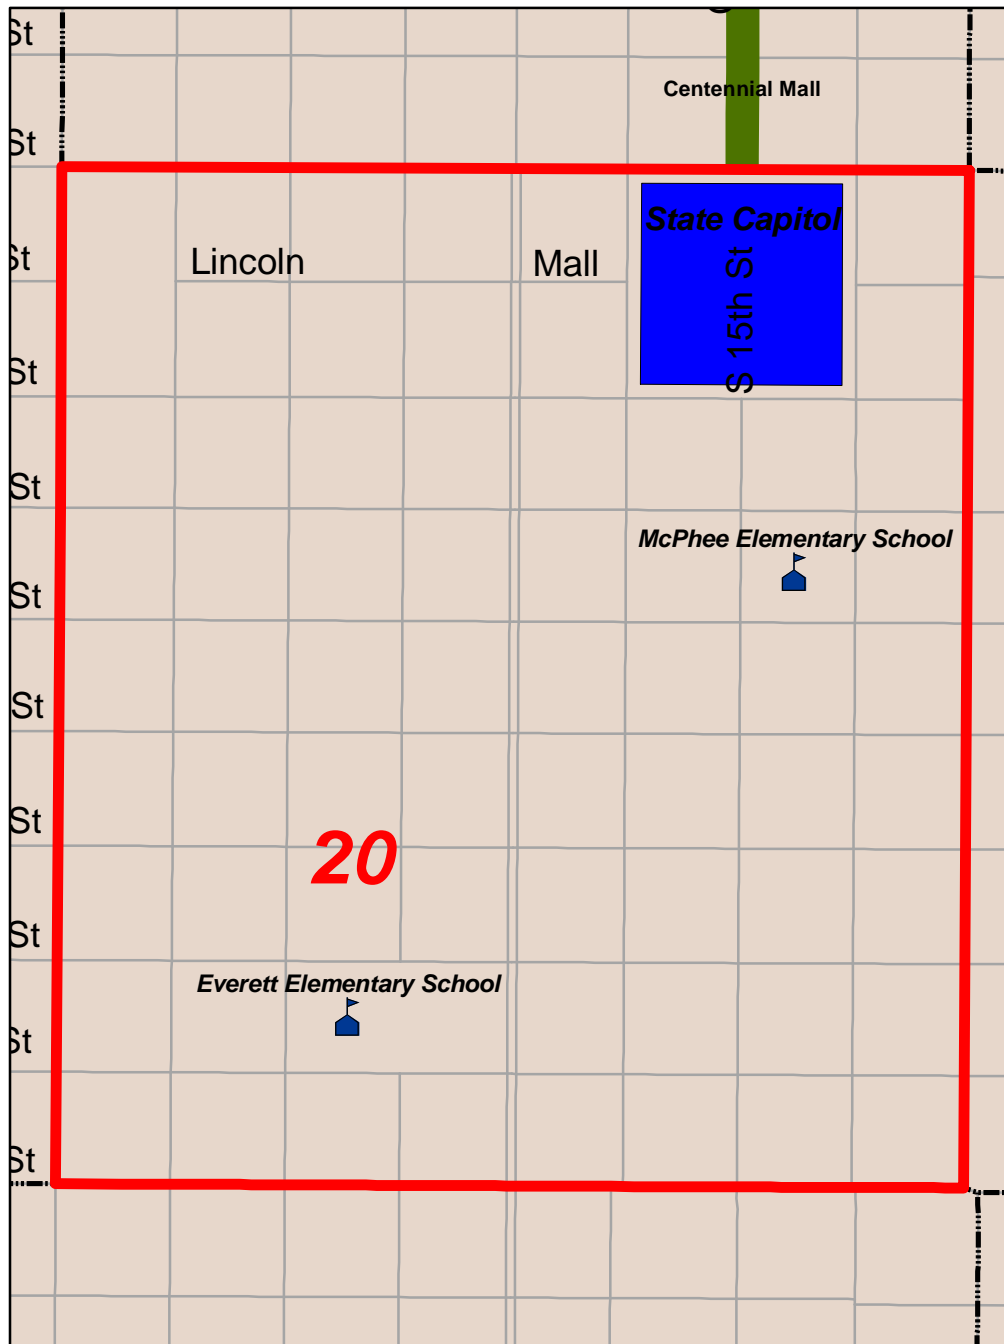 St
Centennial Mall
St
State Capitol
St
Lincoln Mall
S 15th St
St
St
McPhee Elementary School
St
St
St
20
St
Everett Elementary School
St
St